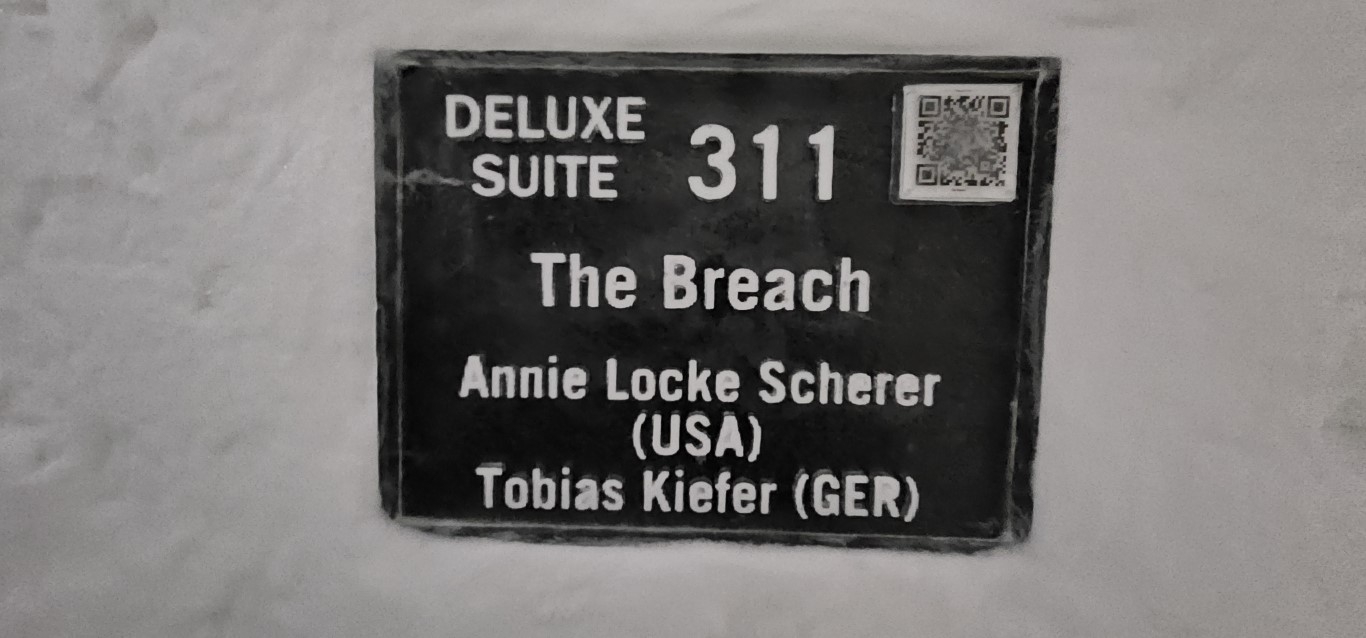 DELUXE SUITE 311
The Breach
Annie Locke Scherer
(USA)
Tobias Kiefer (GER)